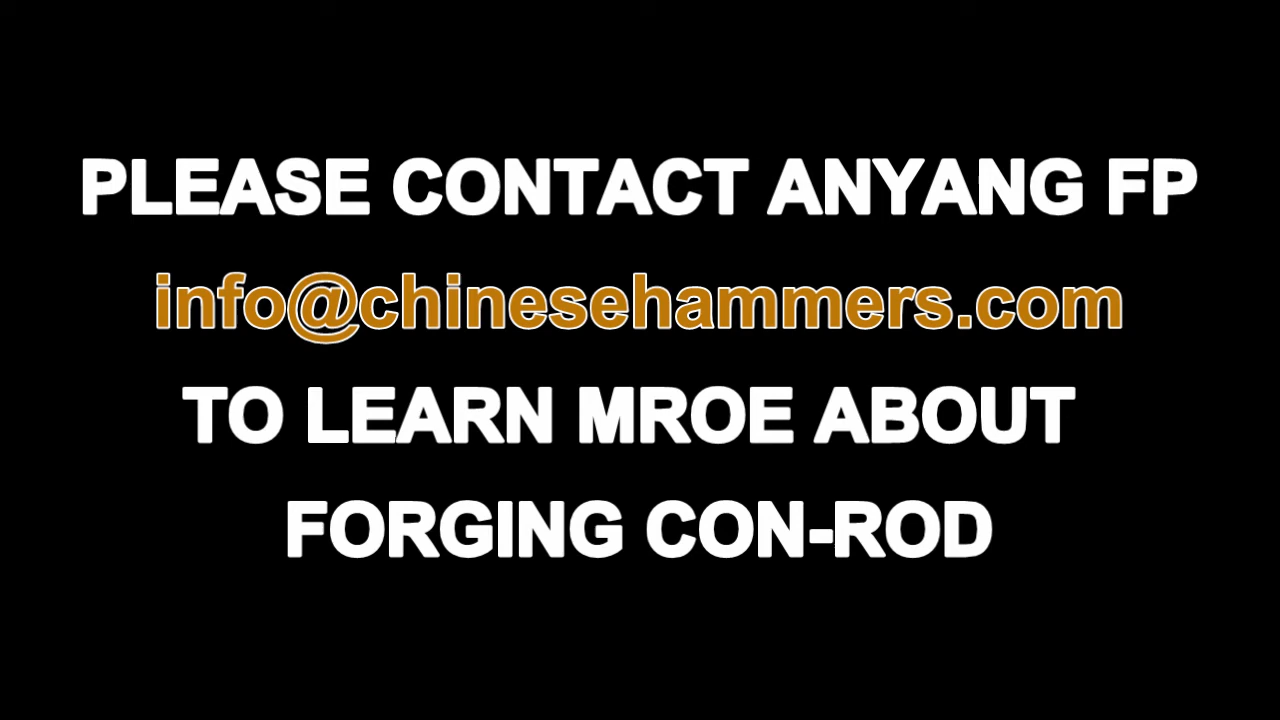 PLEASE CONTACT ANYANG FP
info@chinesehammers.com
TO LEARN MROE ABOUT
FORGING CON-ROD